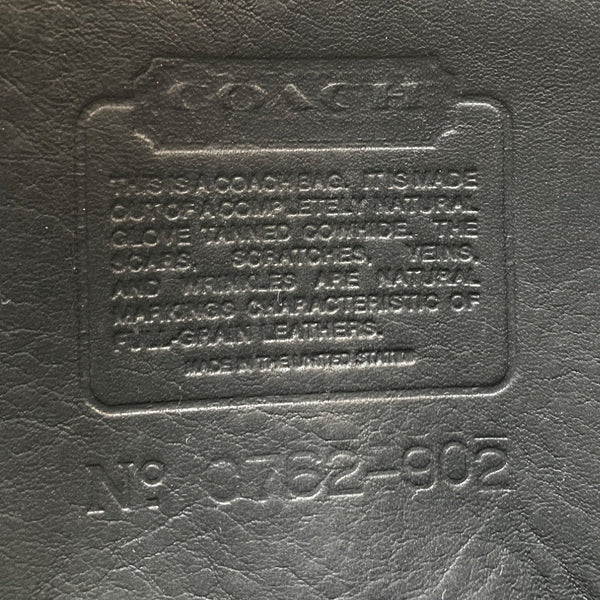 COACH
THIS IS A COACH BAG. IT IS MADE
OUT OF A COMPLETELY NATURAL
GLOVE TANNED COWHIDE. THE
SCARS, SCRATCHES, VEINS,
AND WRINKLES ARE NATURAL
MARKINGS CHARACTERISTIC OF
FULL-GRAIN LEATHERS.
MADE IN THE UNITED STATES
No 0762-902